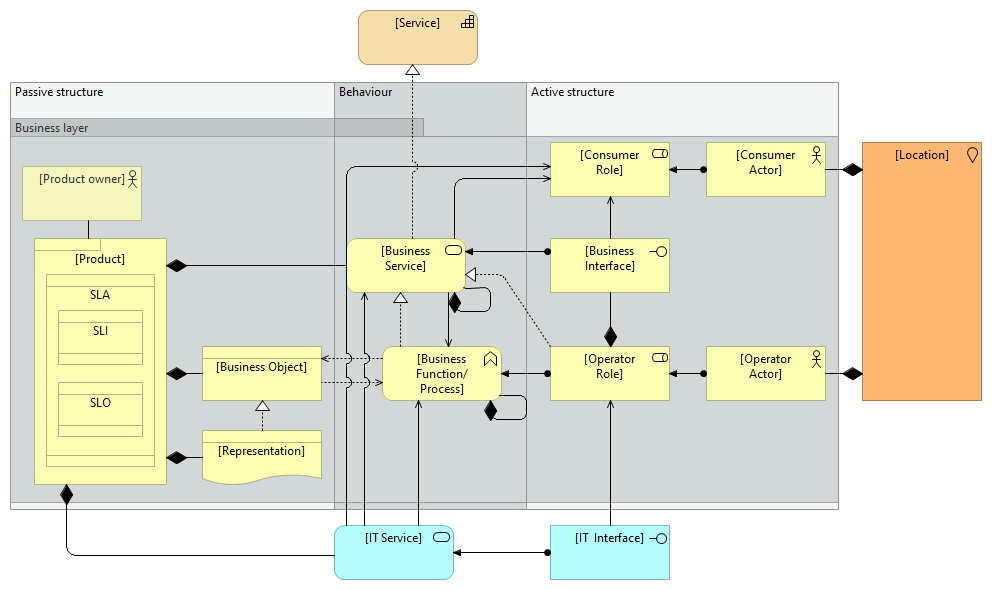 [Service]
Passive structure
Behaviour
Active structure
Business layer
[Product owner]
[Consumer
Role]
[Consumer
Actor]
[Location]
[Product]
SLA
SLI
SLO
[Business
Service]
[Business
Interface]
[Business Object]
[Business
Function/
Process]
[Operator
Role]
[Operator
Actor]
[Representation]
[IT Service]
[IT Interface]